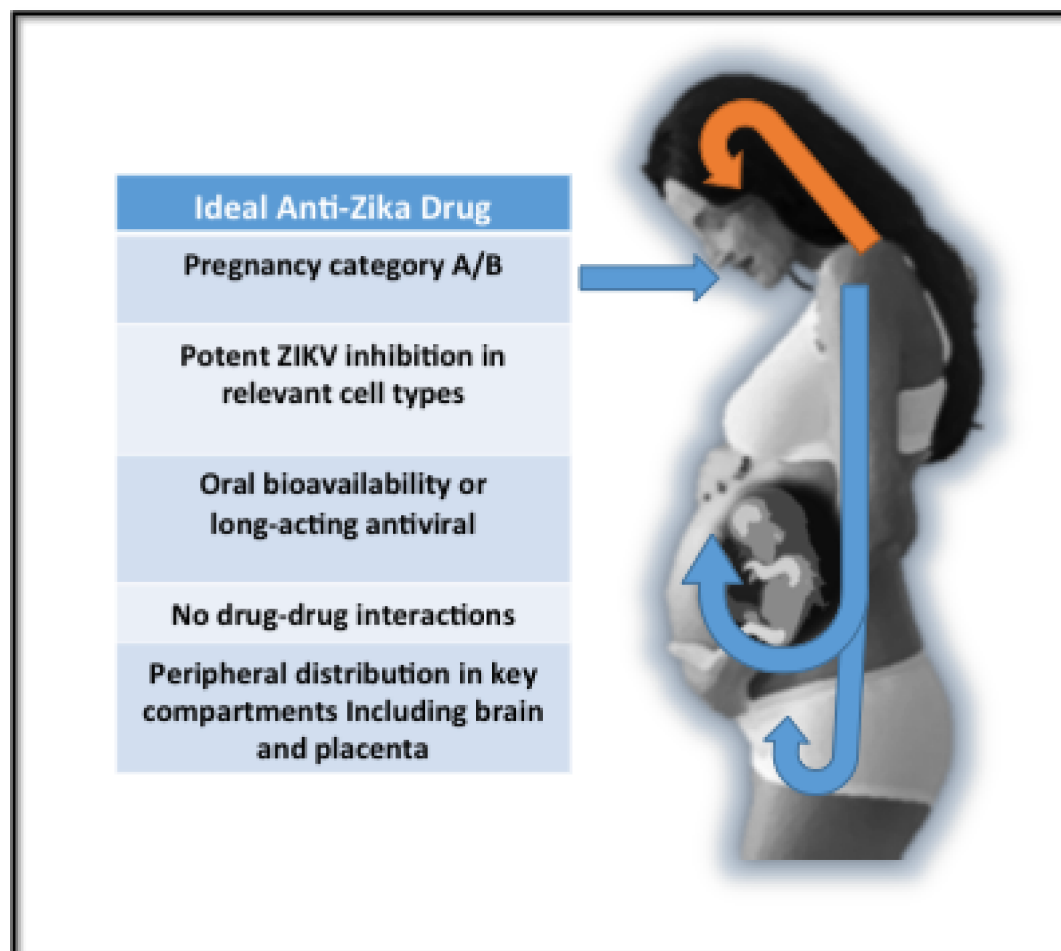 Ideal Anti-Zika Drug
Pregnancy category A/B
Potent ZIKV inhibition in
relevant cell types
Oral bioavailability or
long-acting antiviral
No drug-drug interactions
Peripheral distribution in key
compartments Including brain
and placenta